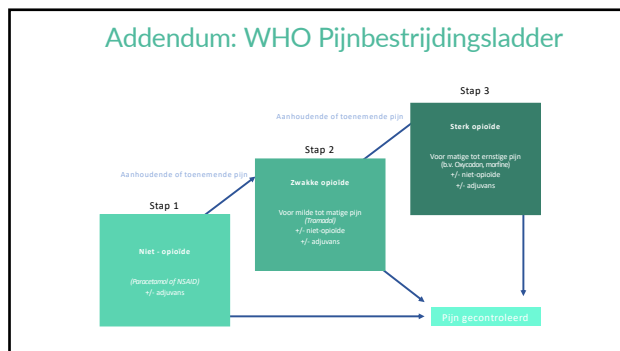 Addendum: WHO Pijnbestrijdingsladder
Stap 3
Aanhoudende of toenemende pijn
Sterk opioïde
Voor matige tot ernstige pijn
(b.v. Oxycodon, morfine)
+/- niet-opioïde
+/- adjuvans
Stap 2
Aanhoudende of toenemende pijn
Zwakke opioïde
Voor milde tot matige pijn
(Tramadol)
+/- niet-opioïde
+/- adjuvans
Stap 1
Niet - opioïde
(Paracetamol of NSAID)
+/- adjuvans
Pijn gecontroleerd